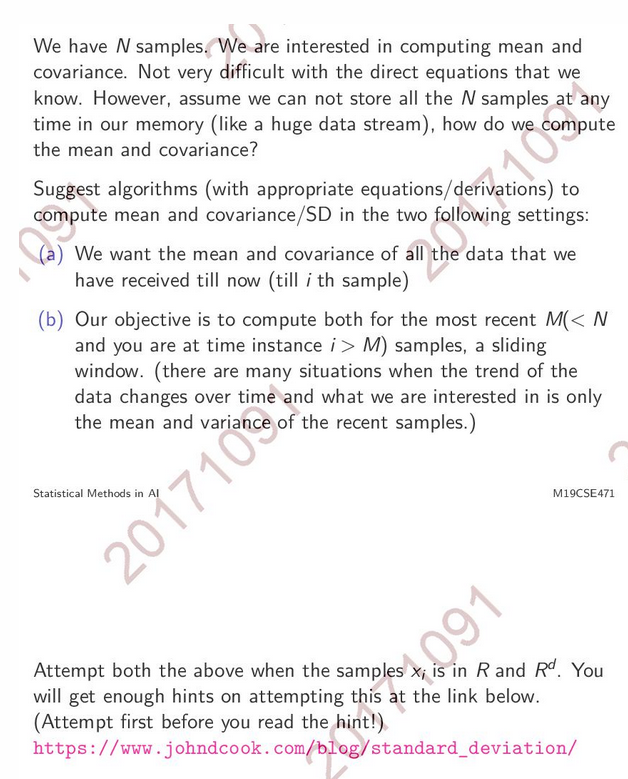 We have N samples. We are interested in computing mean and
covariance. Not very difficult with the direct equations that we
know. However, assume we can not store all the N samples at any
time in our memory (like a huge data stream), how do we compute
the mean and covariance?
Suggest algorithms (with appropriate equations/derivations) to
compute mean and covariance/SD in the two following settings:
(a) We want the mean and covariance of all the data that we
have received till now (till i th sample)
(b) Our objective is to compute both for the most recent M(< N
and you are at time instance i > M) samples, a sliding
window. (there are many situations when the trend of the
data changes over time and what we are interested in is only
the mean and variance of the recent samples.)
Statistical Methods in AI
M19CSE471
Attempt both the above when the samples xᵢ is in R and Rᵈ. You
will get enough hints on attempting this at the link below.
(Attempt first before you read the hint!)
https://www.johndcook.com/blog/standard_deviation/
20
20171091
091
20171091
2
20171091